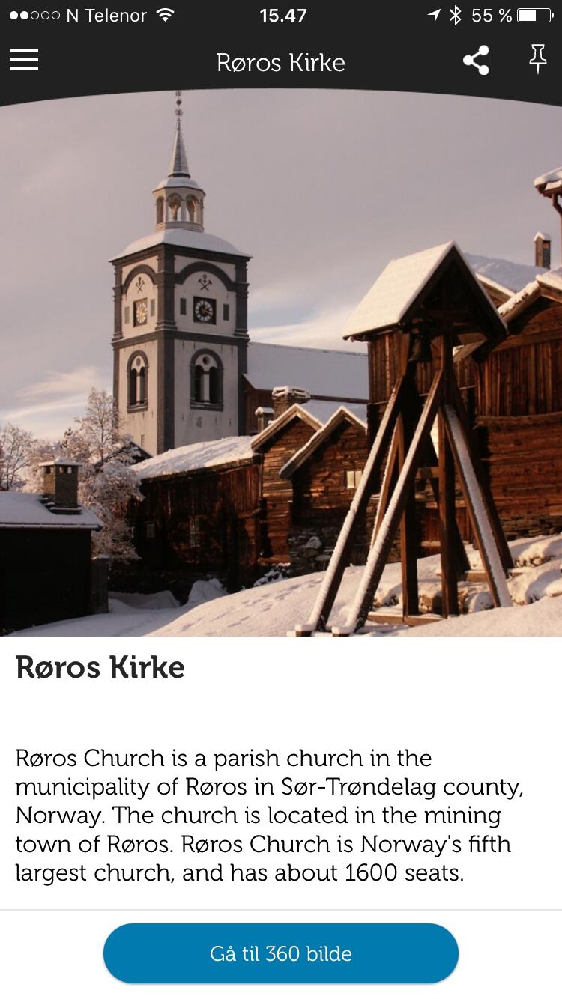 N Telenor 15.47 55 %
Røros Kirke
Røros Kirke
Røros Church is a parish church in the
municipality of Røros in Sør-Trøndelag county,
Norway. The church is located in the mining
town of Røros. Røros Church is Norway's fifth
largest church, and has about 1600 seats.
Gå til 360 bilde